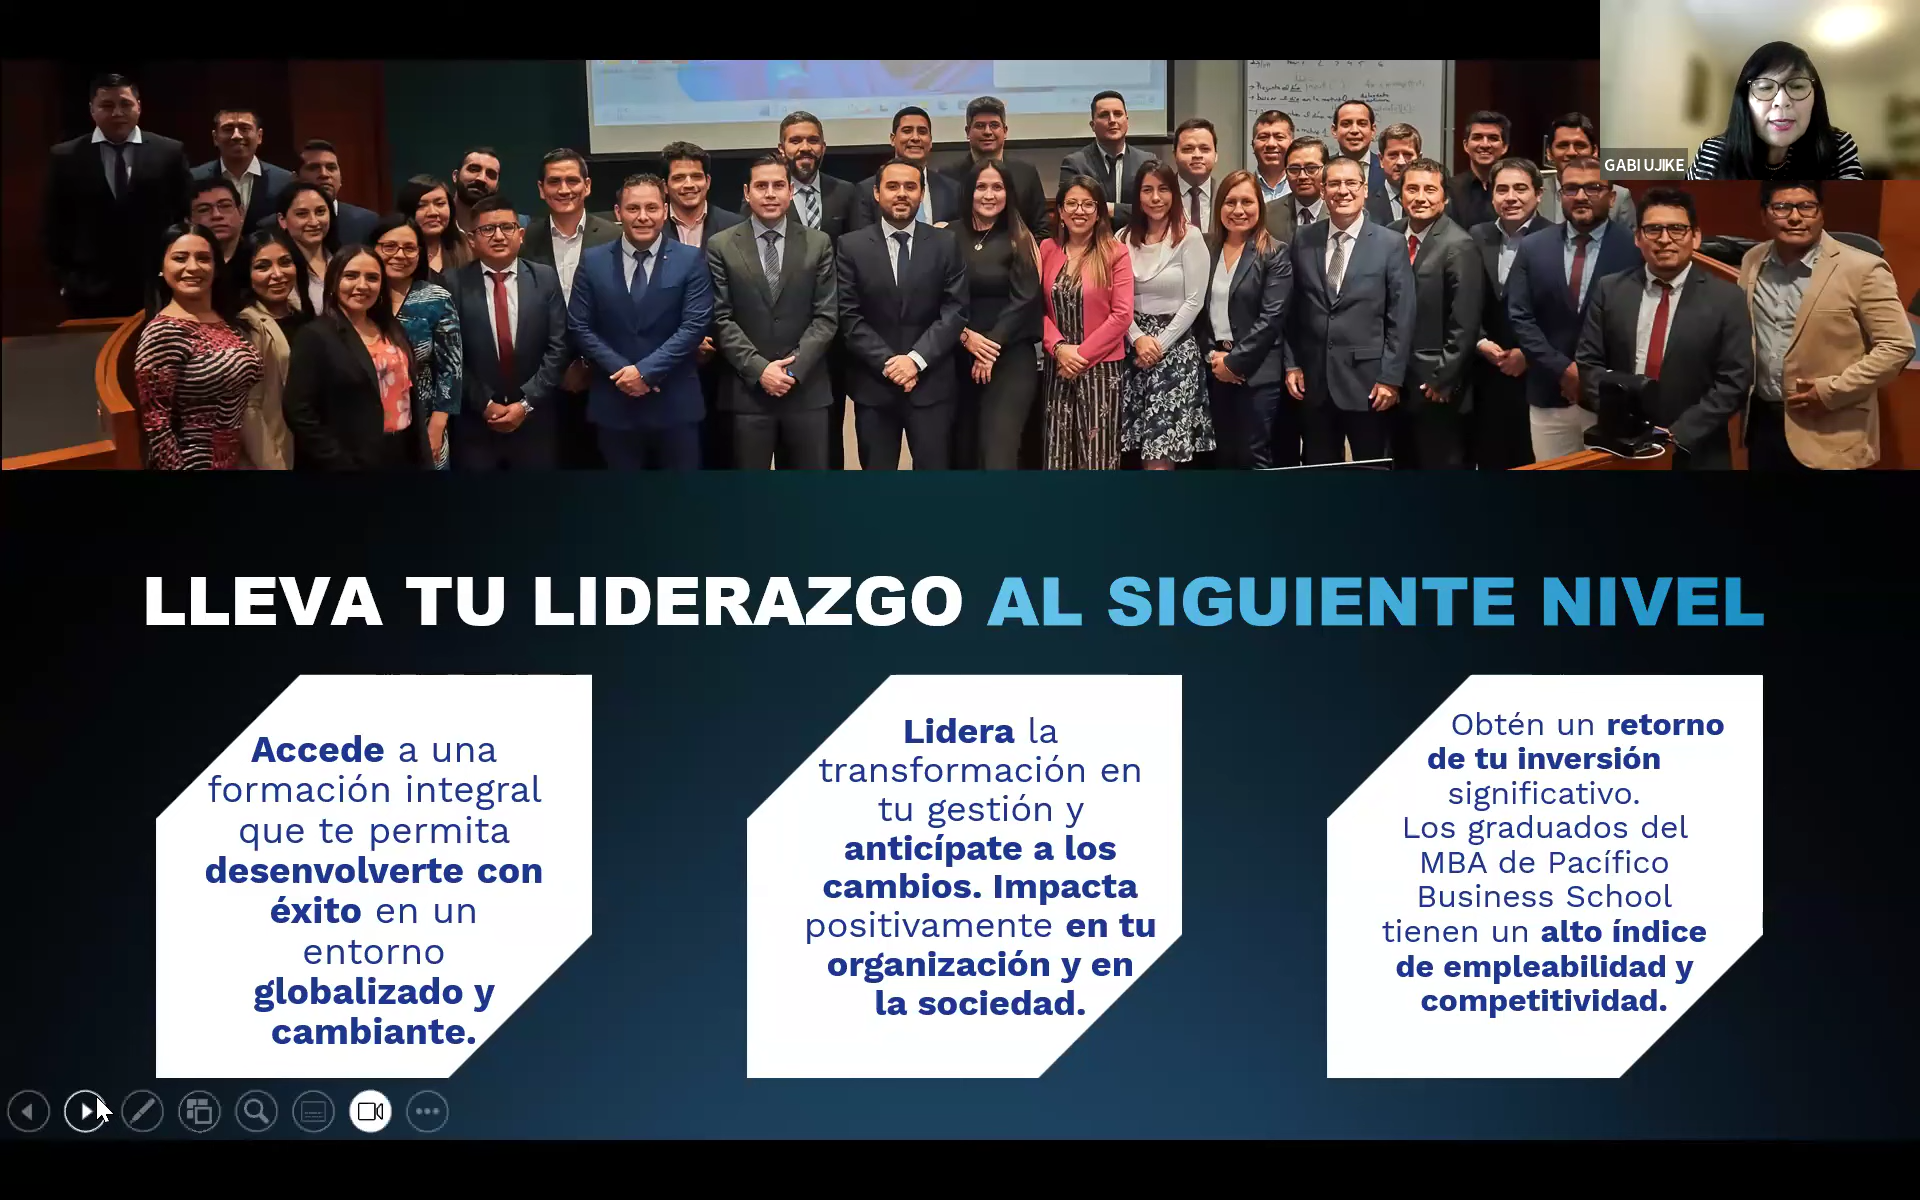 GABI UJIKE
LLEVA TU LIDERAZGO AL SIGUIENTE NIVEL
Accede a una
formación integral
que te permita
desenvolverte con
éxito en un
entorno
globalizado y
cambiante.
Lidera la
transformación en
tu gestión y
anticípate a los
cambios. Impacta
positivamente en tu
organización y en
la sociedad.
Obtén un retorno
de tu inversión
significativo.
Los graduados del
MBA de Pacífico
Business School
tienen un alto índice
de empleabilidad y
competitividad.